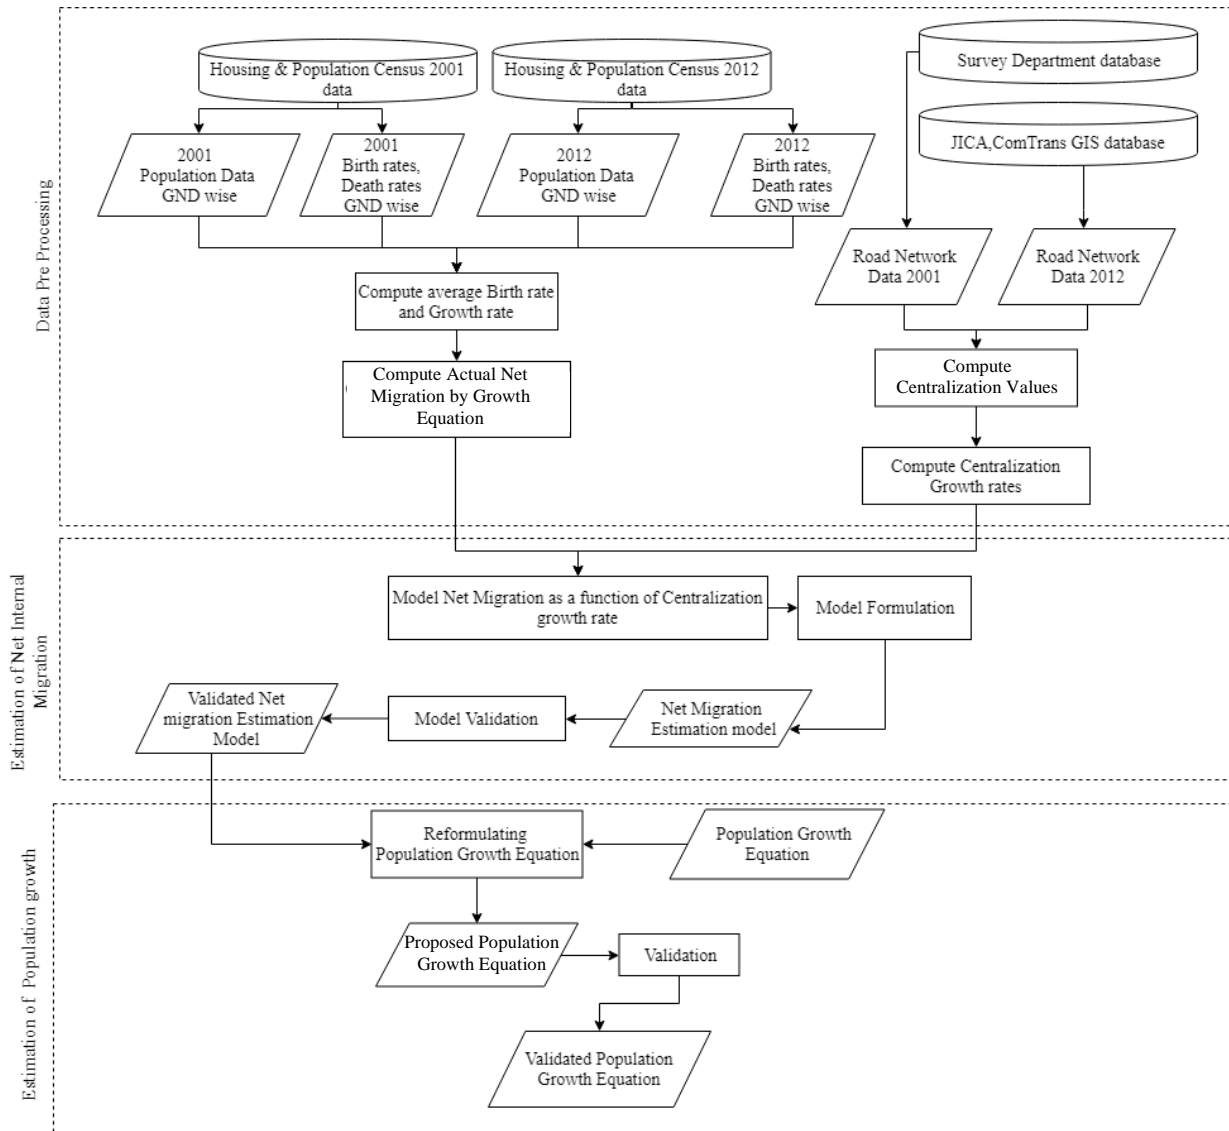 Data Pre Processing
Housing & Population Census 2001
data
Housing & Population Census 2012
data
Survey Department database
JICA,ComTrans GIS database
2001
Population Data
GND wise
2001
Birth rates,
Death rates
GND wise
2012
Population Data
GND wise
2012
Birth rates,
Death rates
GND wise
Road Network
Data 2001
Road Network
Data 2012
Compute average Birth rate
and Growth rate
Compute Actual Net
Migration by Growth
Equation
Compute
Centralization Values
Compute Centralization
Growth rates
Estimation of Net Internal
Migration
Model Net Migration as a function of Centralization
growth rate
Model Formulation
Net Migration
Estimation model
Model Validation
Validated Net
migration Estimation
Model
Estimation of Population growth
Reformulating
Population Growth Equation
Population Growth
Equation
Proposed Population
Growth Equation
Validation
Validated Population
Growth Equation